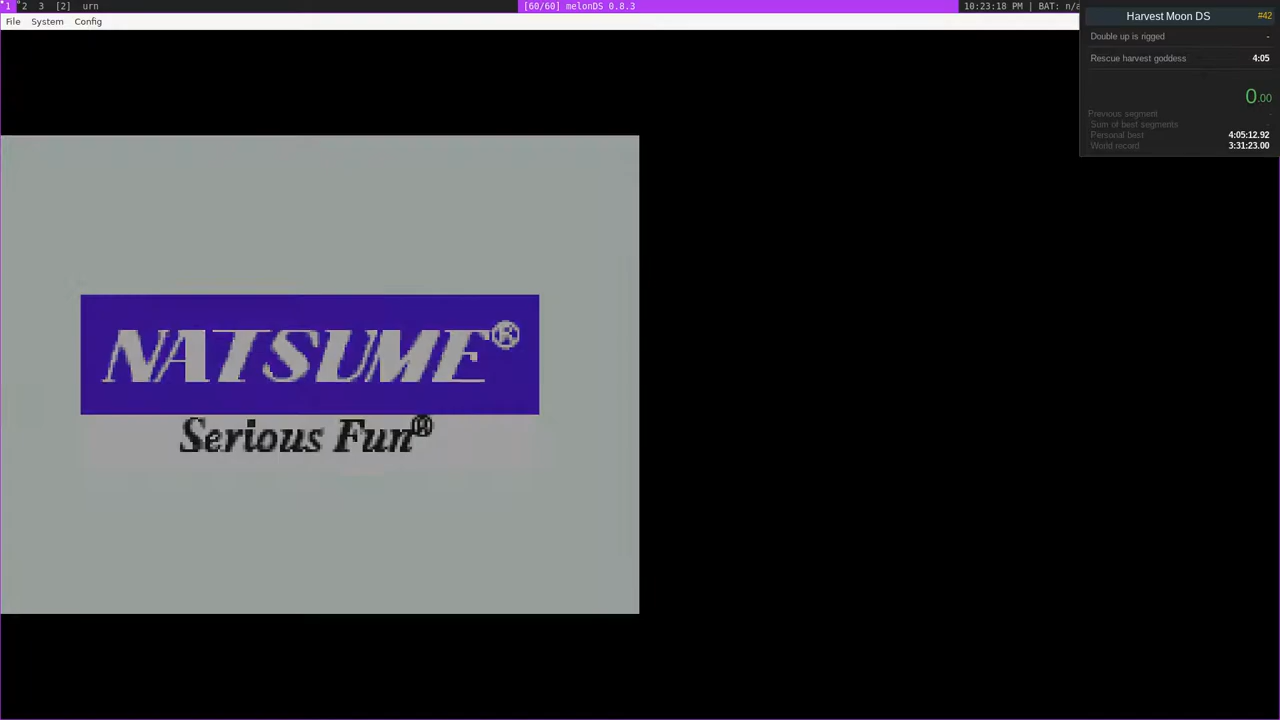 1 2 3 [2] urn
[60/60] melonDS 0.8.3
10:23:18 PM | BAT: n/a
File System Config
Harvest Moon DS #42
Double up is rigged -
Rescue harvest goddess 4:05
0.00
Previous segment -
Sum of best segments -
Personal best 4:05:12.92
World record 3:31:23.00
NATSUME®
Serious Fun®